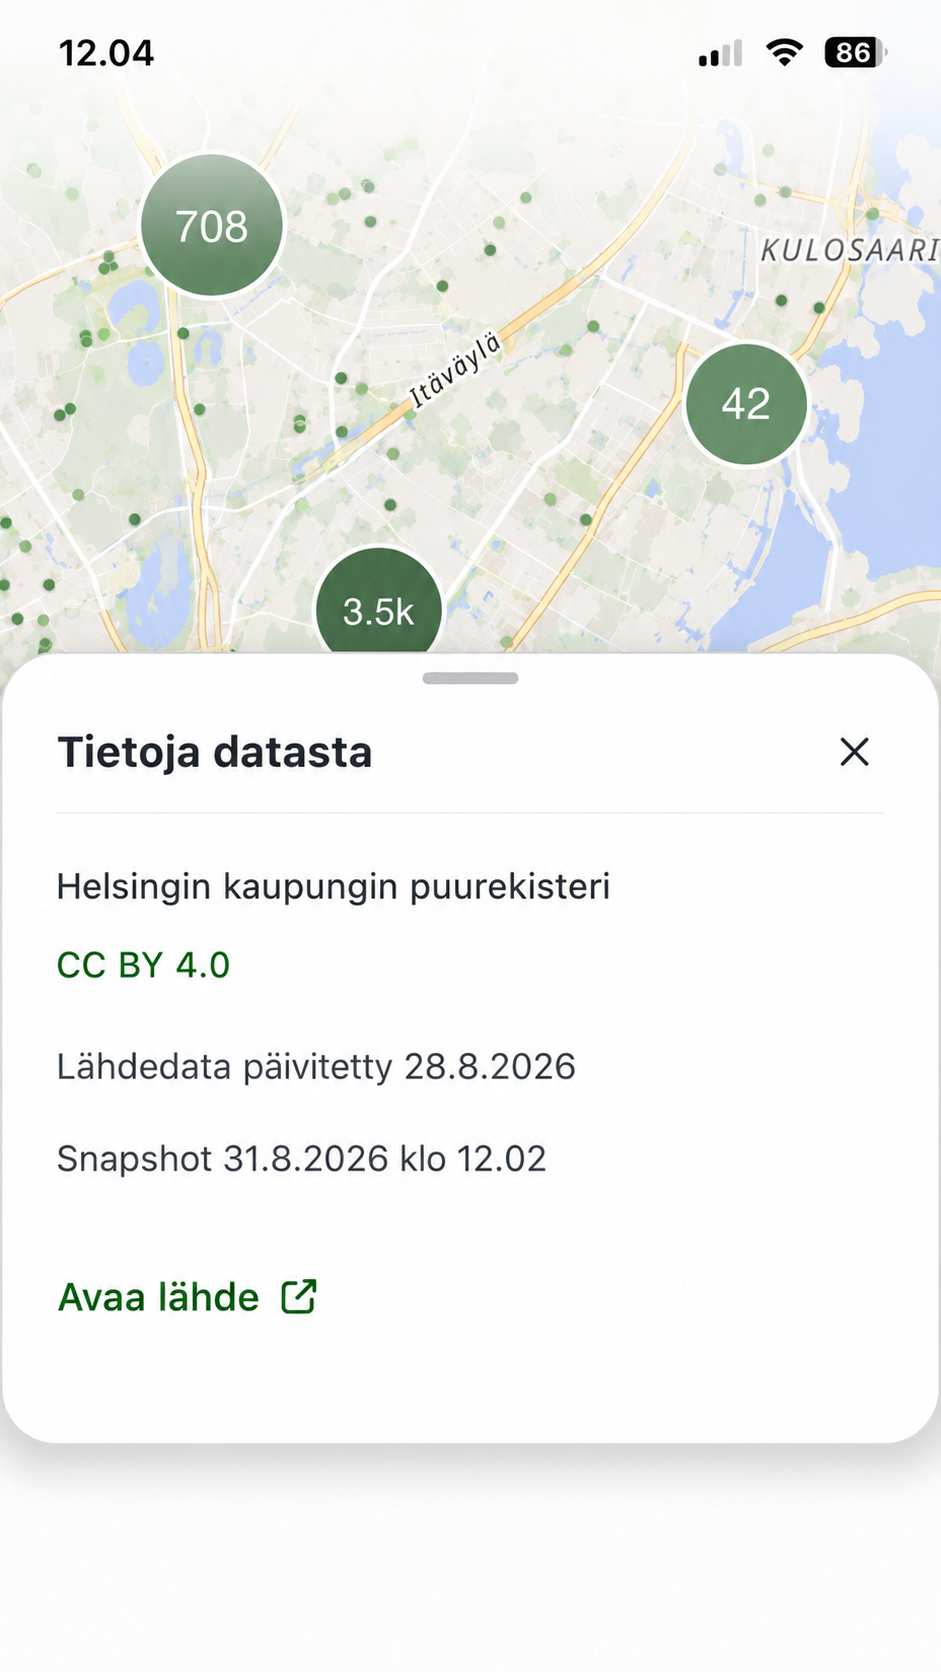 12.04
86
708
KULOSAARI
Itäväylä
42
3.5k
Tietoja datasta
Helsingin kaupungin puurekisteri
CC BY 4.0
Lähdedata päivitetty 28.8.2026
Snapshot 31.8.2026 klo 12.02
Avaa lähde